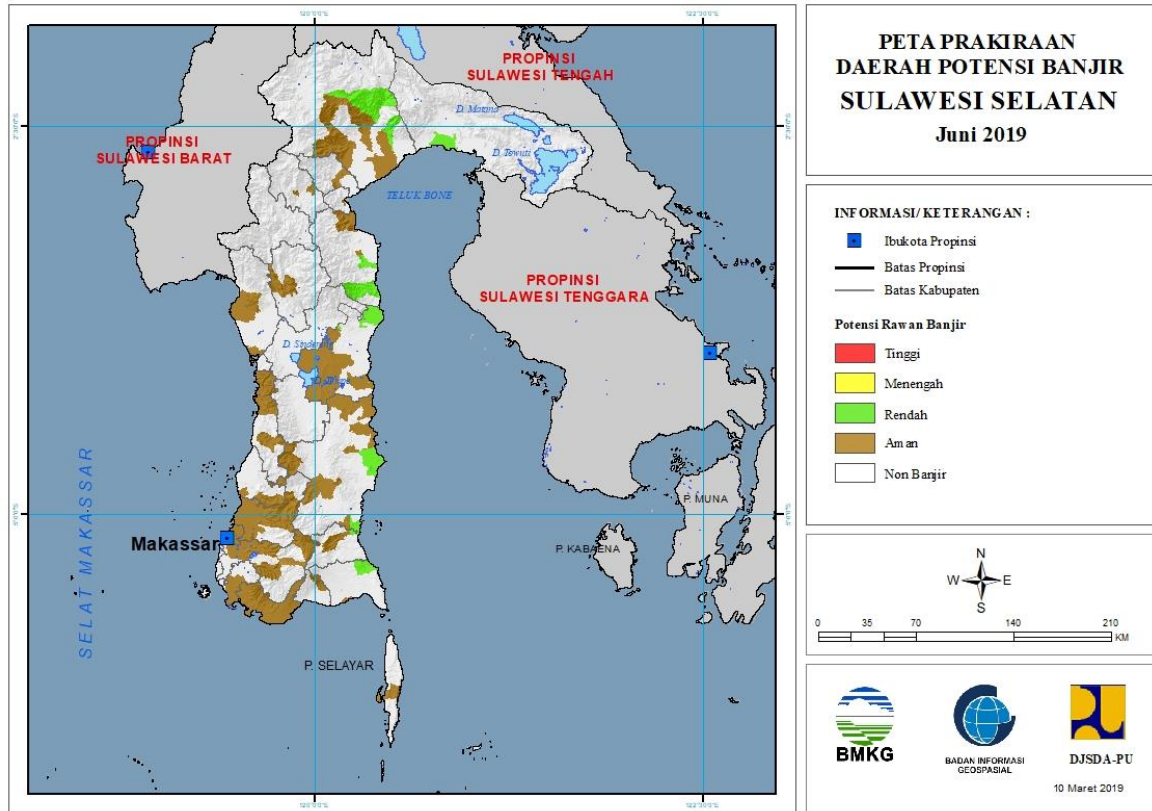 PETA PRAKIRAAN
DAERAH POTENSI BANJIR
SULAWESI SELATAN
Juni 2019
INFORMASI/ KETERANGAN :
Ibukota Propinsi
Batas Propinsi
Batas Kabupaten
Potensi Rawan Banjir
Tinggi
Menengah
Rendah
Aman
Non Banjir
N
W E
S
0 35 70 140 210
KM
BMKG
BADAN INFORMASI
GEOSPASIAL
DJSDA-PU
10 Maret 2019
PROPINSI
SULAWESI TENGAH
D. Matana
PROPINSI
SULAWESI BARAT
D. Towuti
TELUK BONE
PROPINSI
SULAWESI TENGGARA
SELAT MAKASSAR
Makassar
P. MUNA
P. KABAENA
P. SELAYAR